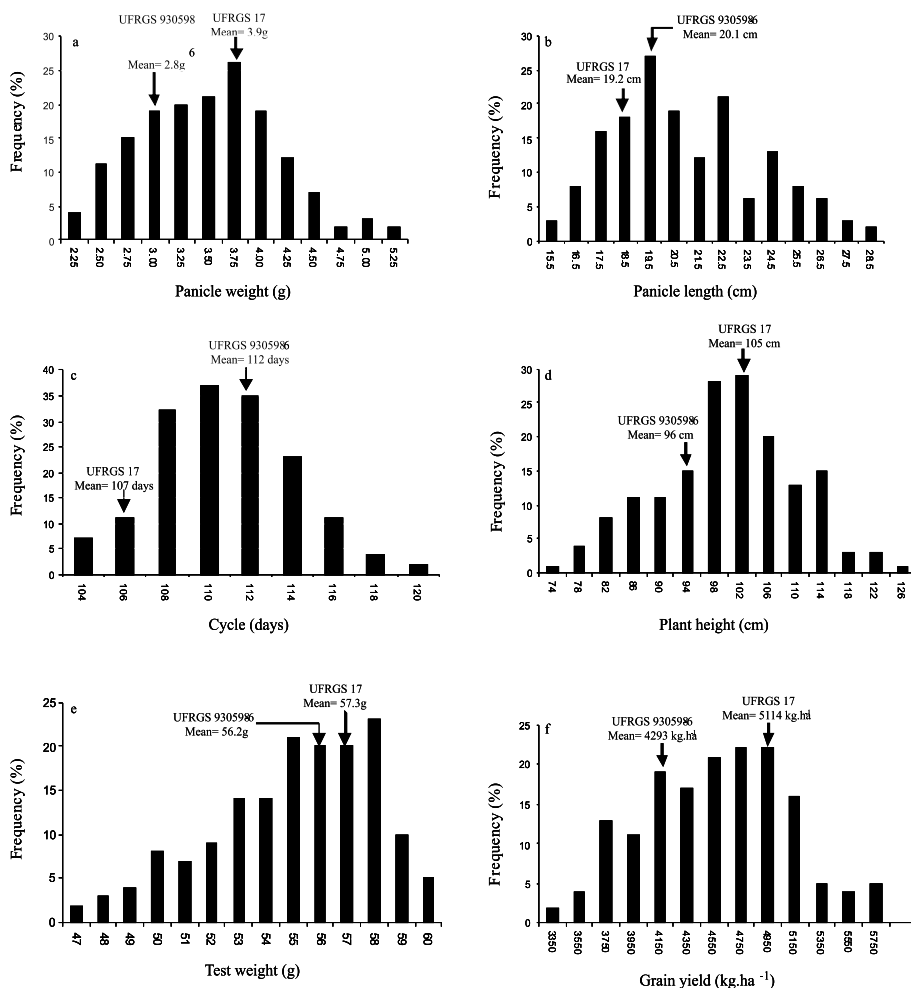 UFRGS 930598
6
Mean= 2.8g
UFRGS 17
Mean= 3.9g
a
30
25
20
15
10
5
0
Frequency (%)
2.25 2.50 2.75 3.00 3.25 3.50 3.75 4.00 4.25 4.50 4.75 5.00 5.25
Panicle weight (g)
UFRGS 9305986
Mean= 20.1 cm
UFRGS 17
Mean= 19.2 cm
b
30
25
20
15
10
5
0
Frequency (%)
15.5 16.5 17.5 18.5 19.5 20.5 21.5 22.5 23.5 24.5 25.5 26.5 27.5 28.5
Panicle length (cm)
UFRGS 9305986
Mean= 112 days
UFRGS 17
Mean= 107 days
c
40
35
30
25
20
15
10
5
0
Frequency (%)
104 106 108 110 112 114 116 118 120
Cycle (days)
UFRGS 17
Mean= 105 cm
UFRGS 9305986
Mean= 96 cm
d
30
25
20
15
10
5
0
Frequency (%)
74 78 82 86 90 94 98 102 106 110 114 118 122 126
Plant height (cm)
UFRGS 17
Mean= 57.3g
UFRGS 9305986
Mean= 56.2g
e
25
20
15
10
5
0
Frequency (%)
47 48 49 50 51 52 53 54 55 56 57 58 59 60
Test weight (g)
UFRGS 17
Mean= 5114 kg.ha-1
UFRGS 9305986
Mean= 4293 kg.ha-1
f
25
20
15
10
5
0
Frequency (%)
3350 3550 3750 3950 4150 4350 4550 4750 4950 5150 5350 5550 5750
Grain yield (kg.ha -1)